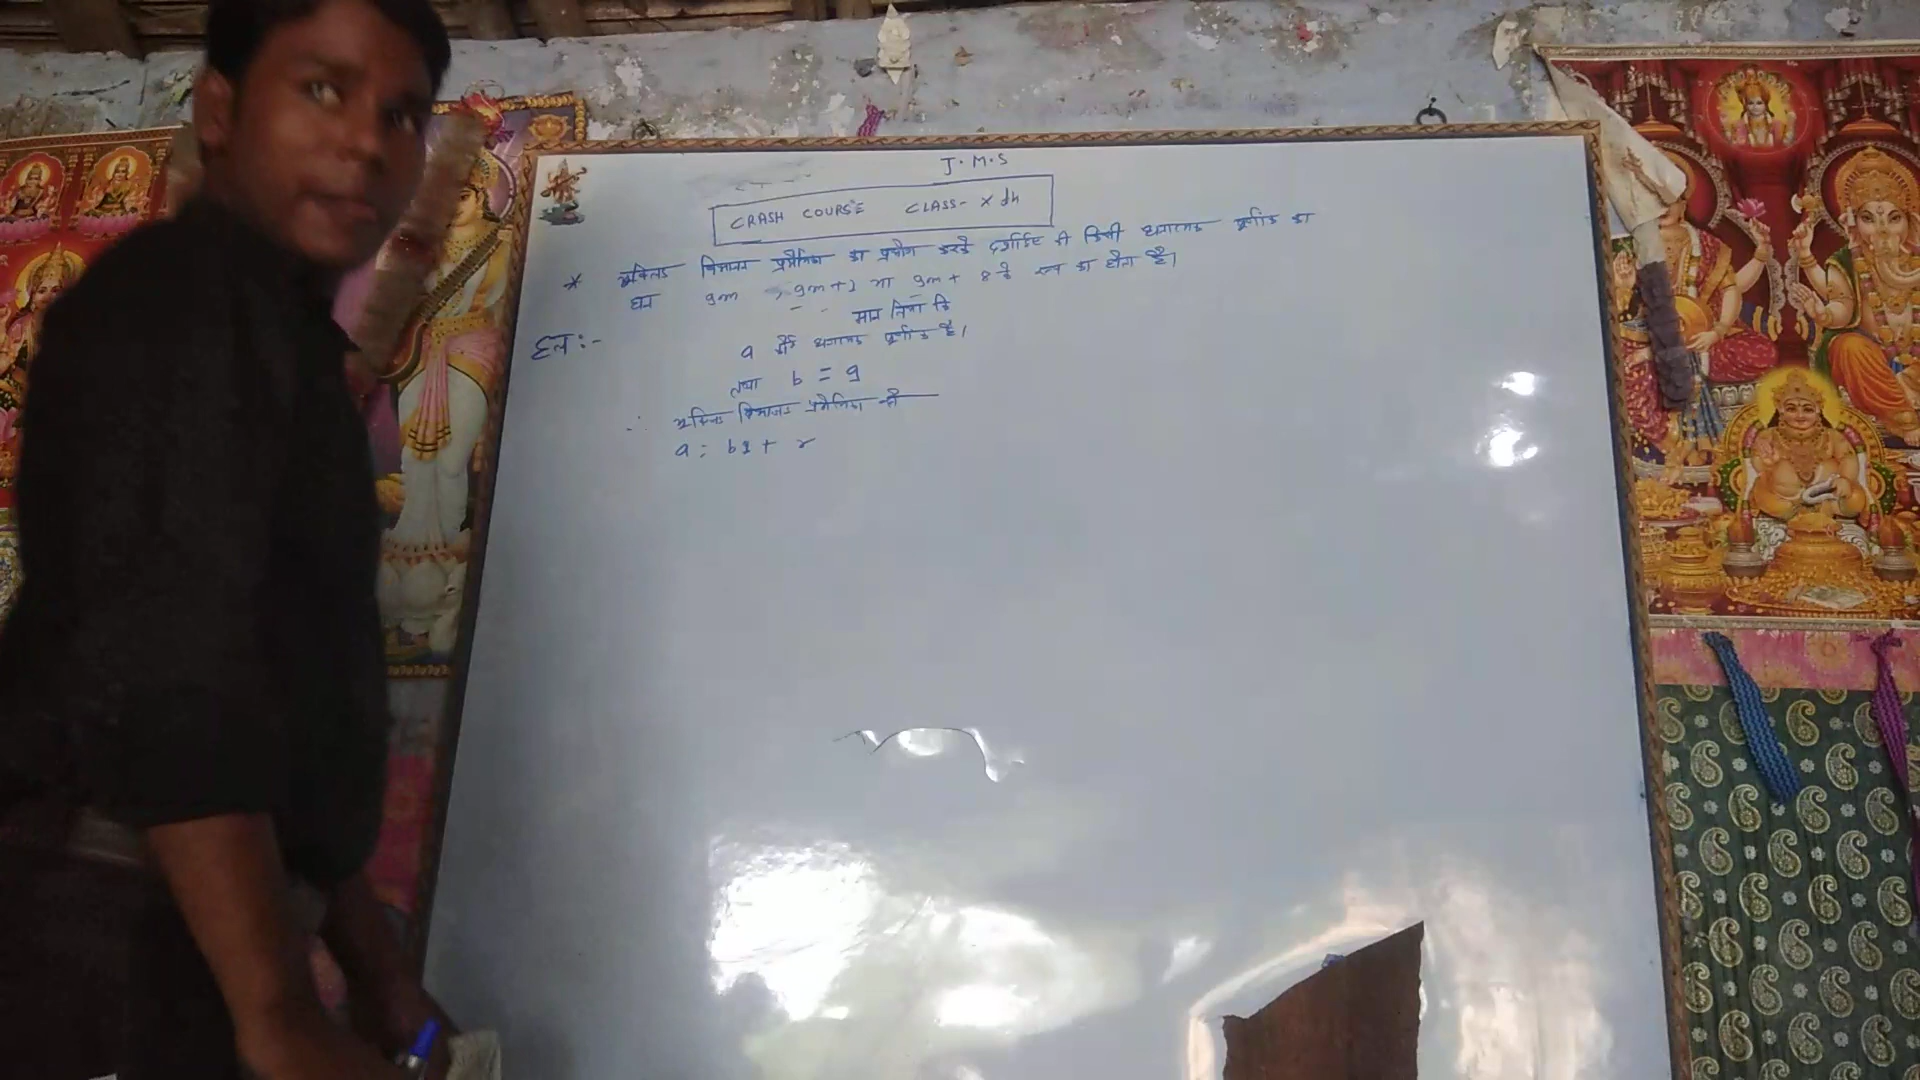 J.M.S
CRASH COURSE CLASS- X th
* यूक्लिड विभाजन प्रमेयिका का प्रयोग करके दर्शाईए की किसी धनात्मक पूर्णांक का
घन 9m , 9m+1 या 9m + 8 के रूप का होता है।
हल:- मान लिया कि
a कोई धनात्मक पूर्णांक है।
तथा b = 9
∴ यूक्लिड विभाजन प्रमेयिका से
a = bq + r